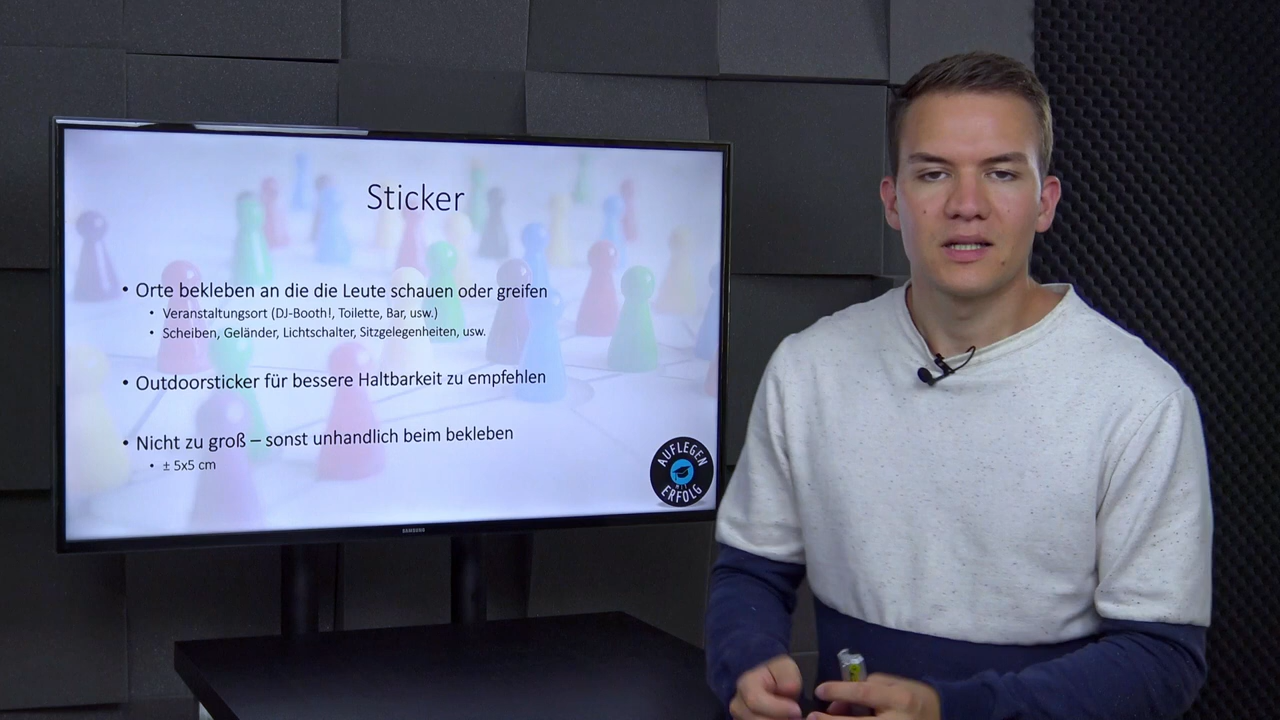 Sticker
• Orte bekleben an die die Leute schauen oder greifen
• Veranstaltungsort (DJ-Booth!, Toilette, Bar, usw.)
• Scheiben, Geländer, Lichtschalter, Sitzgelegenheiten, usw.
• Outdoorsticker für bessere Haltbarkeit zu empfehlen
• Nicht zu groß – sonst unhandlich beim bekleben
• ± 5x5 cm
AUFLEGEN
MIT
ERFOLG
SAMSUNG